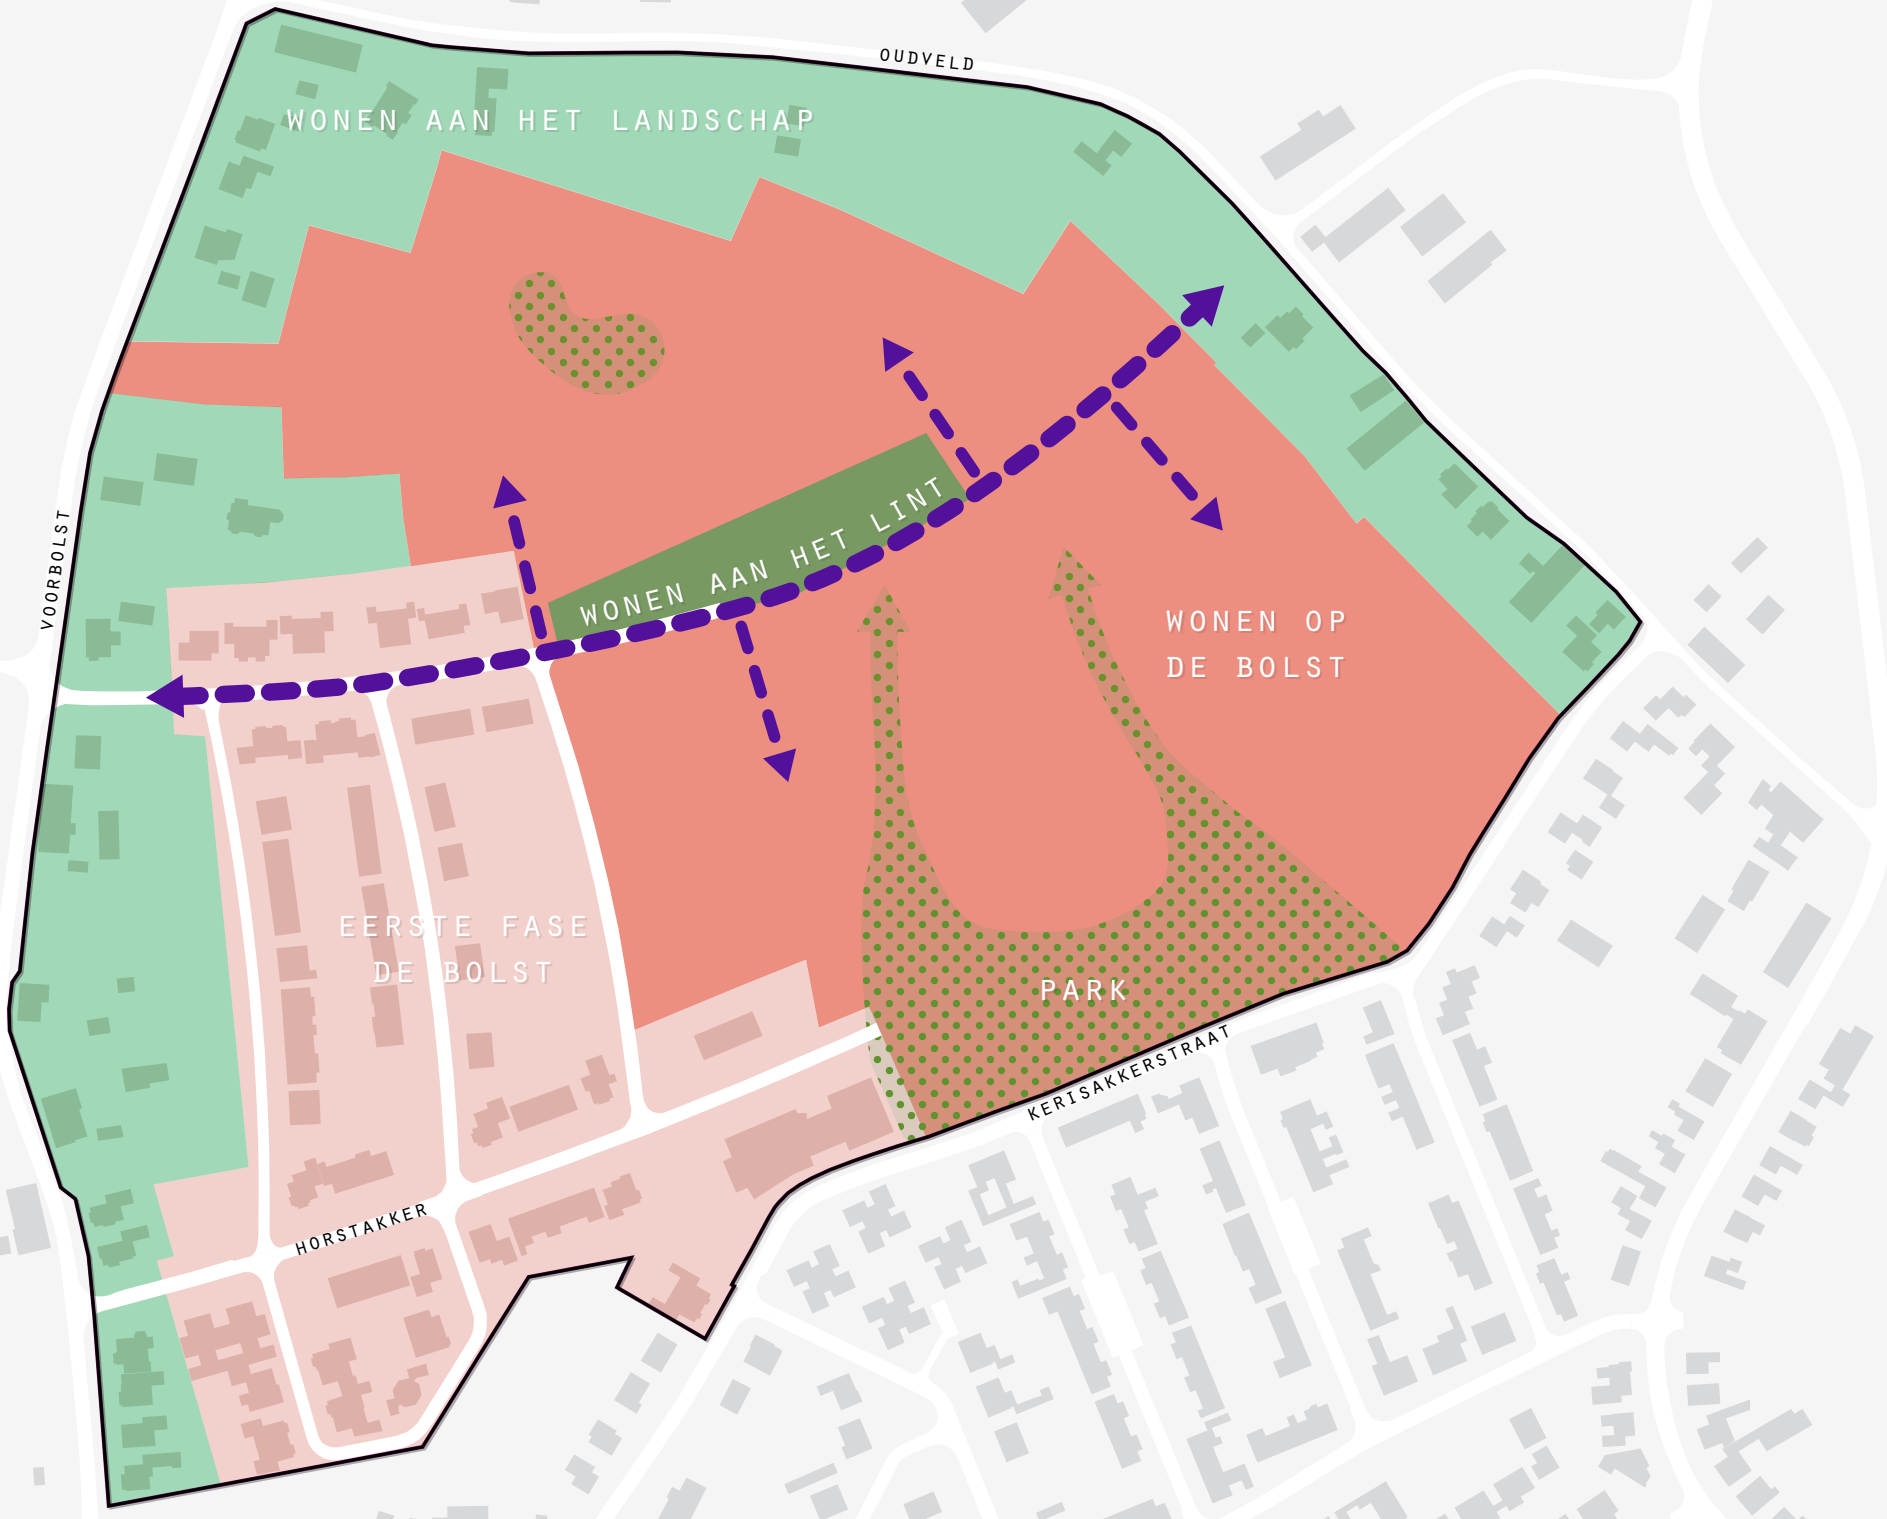 OUDVELD
WONEN AAN HET LANDSCHAP
VOORBOLST
WONEN AAN HET LINT
WONEN OP
DE BOLST
EERSTE FASE
DE BOLST
PARK
KERISAKKERSTRAAT
HORSTAKKER